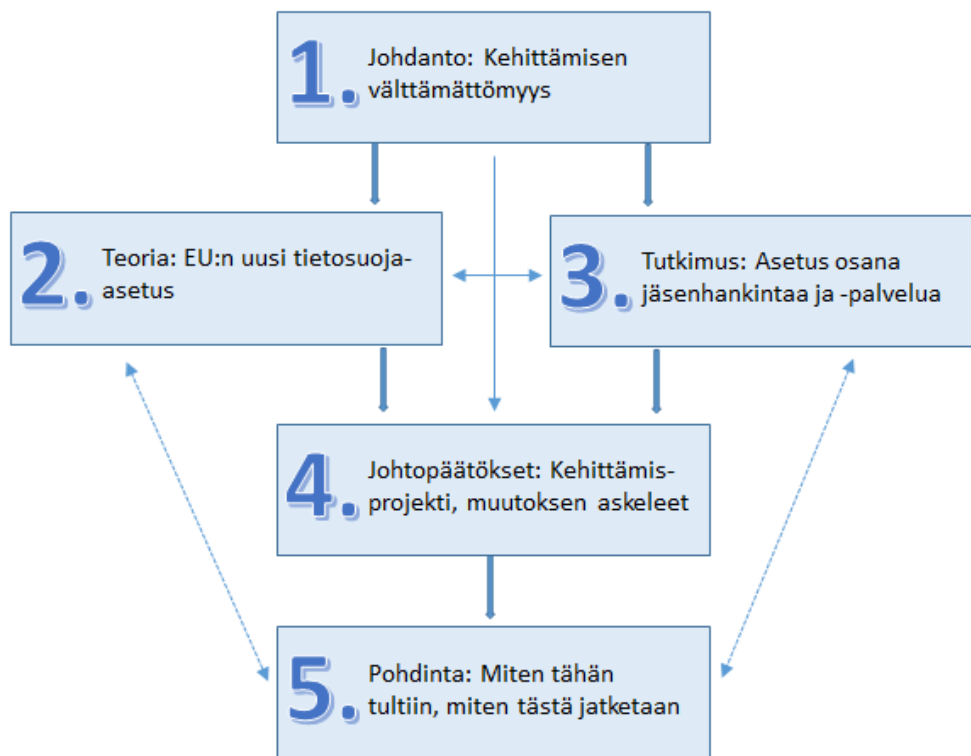 1. Johdanto: Kehittämisen
välttämättömyys
2. Teoria: EU:n uusi tietosuoja-
asetus
3. Tutkimus: Asetus osana
jäsenhankintaa ja -palvelua
4. Johtopäätökset: Kehittämis-
projekti, muutoksen askeleet
5. Pohdinta: Miten tähän
tultiin, miten tästä jatketaan